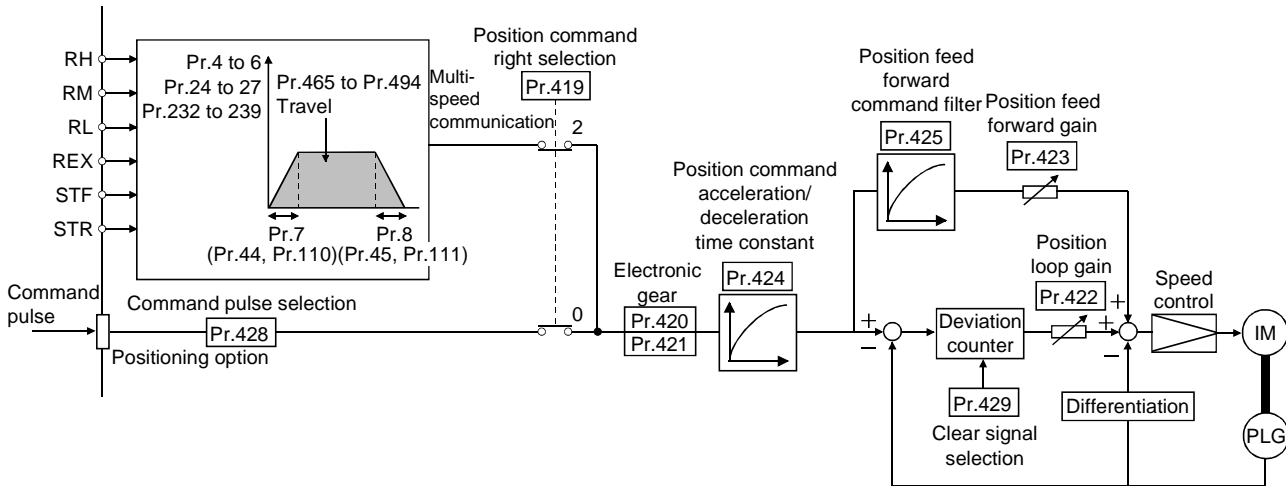 RH
RM
RL
REX
STF
STR
Pr.4 to 6
Pr.24 to 27
Pr.232 to 239
Pr.465 to Pr.494
Travel
Pr.7
(Pr.44, Pr.110)
Pr.8
(Pr.45, Pr.111)
Multi-
speed
communication
Position command
right selection
Pr.419
2
0
Command
pulse
Command pulse selection
Pr.428
Positioning option
Electronic
gear
Pr.420
Pr.421
Position command
acceleration/
deceleration
time constant
Pr.424
Position feed
forward
command filter
Pr.425
Position feed
forward gain
Pr.423
+
−
Deviation
counter
Pr.429
Clear signal
selection
Position
loop gain
Pr.422
+
+
−
Differentiation
Speed
control
IM
PLG